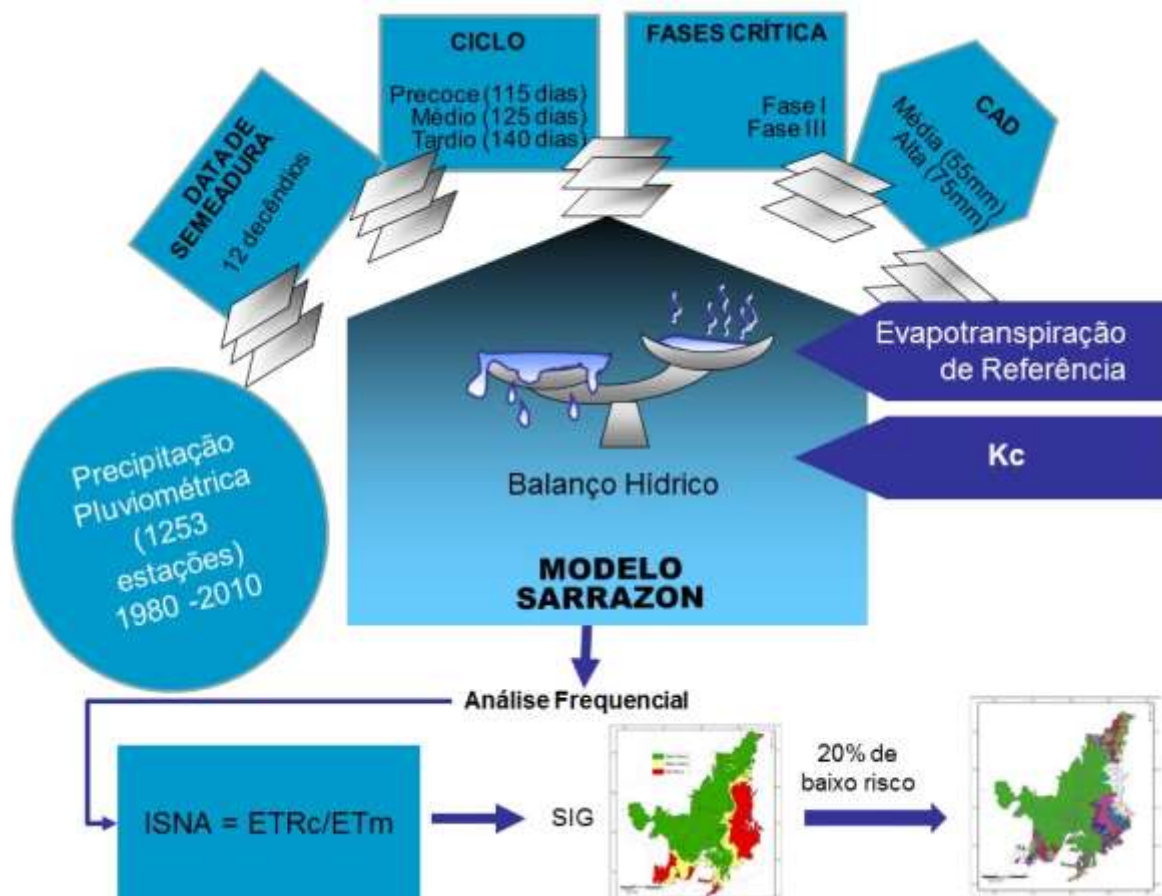 CICLO
Precoce (115 dias)
Médio (125 dias)
Tardio (140 dias)
FASES CRÍTICA
Fase I
Fase III
CAD
Média (55mm)
Alta (75mm)
DATA DE
SEMEADURA
12 decêndios
Evapotranspiração
de Referência
Kc
Precipitação
Pluviométrica
(1253
estações)
1980 -2010
Balanço Hídrico
MODELO
SARRAZON
Análise Frequencial
ISNA = ETRc/ETm
SIG
20% de
baixo risco